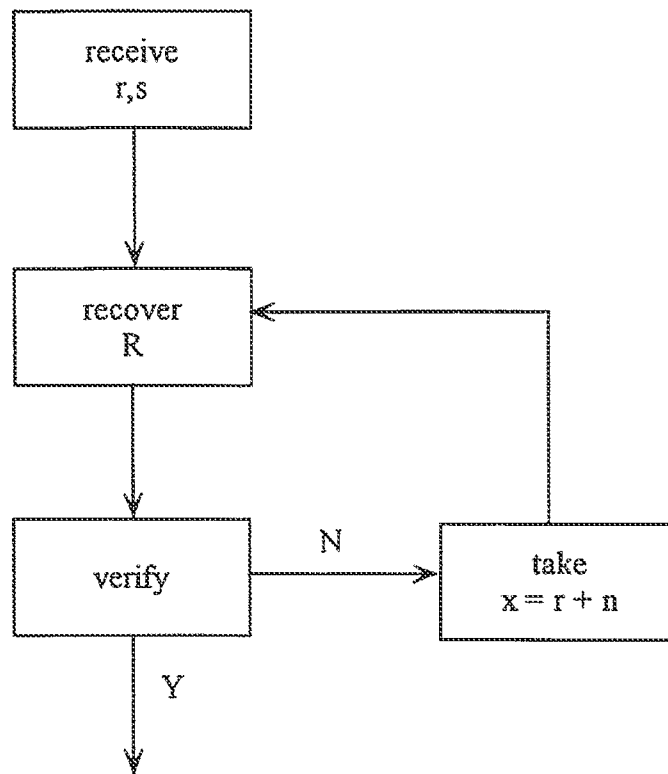 receive
r,s
recover
R
verify
N
take
x = r + n
Y